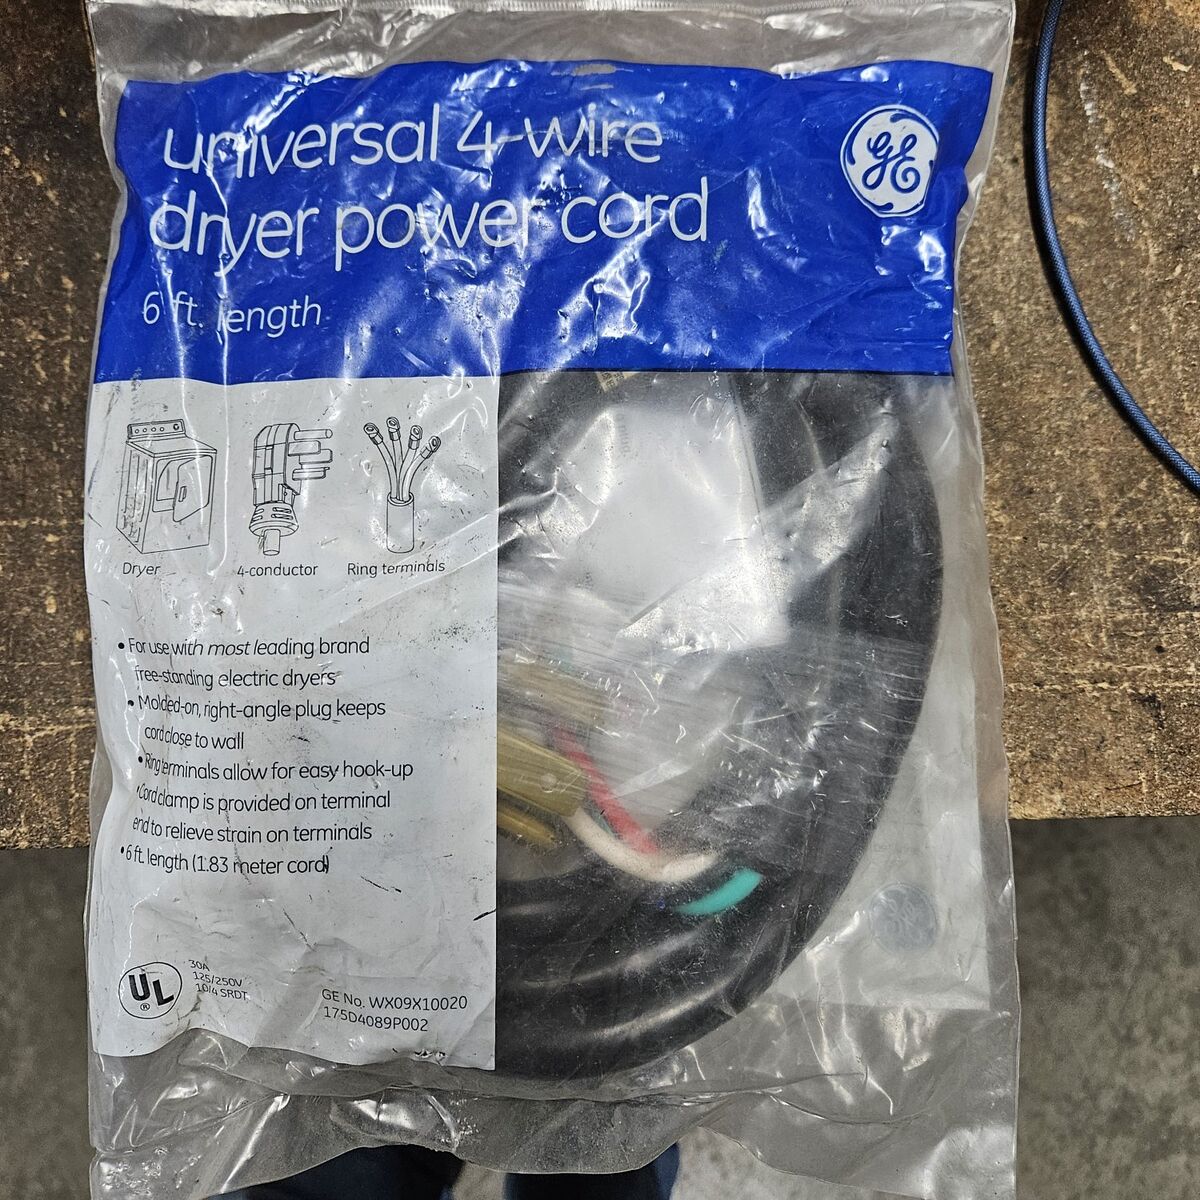 universal 4-wire
dryer power cord
GE
6 ft. length
Dryer
4-conductor
Ring terminals
• For use with most leading brand
free-standing electric dryers
• Molded-on, right-angle plug keeps
cord close to wall
• Ring terminals allow for easy hook-up
• Cord clamp is provided on terminal
end to relieve strain on terminals
• 6 ft. length (1.83 meter cord)
UL
®
30A
125/250V
10/4 SRDT
GE No. WX09X10020
175D4089P002